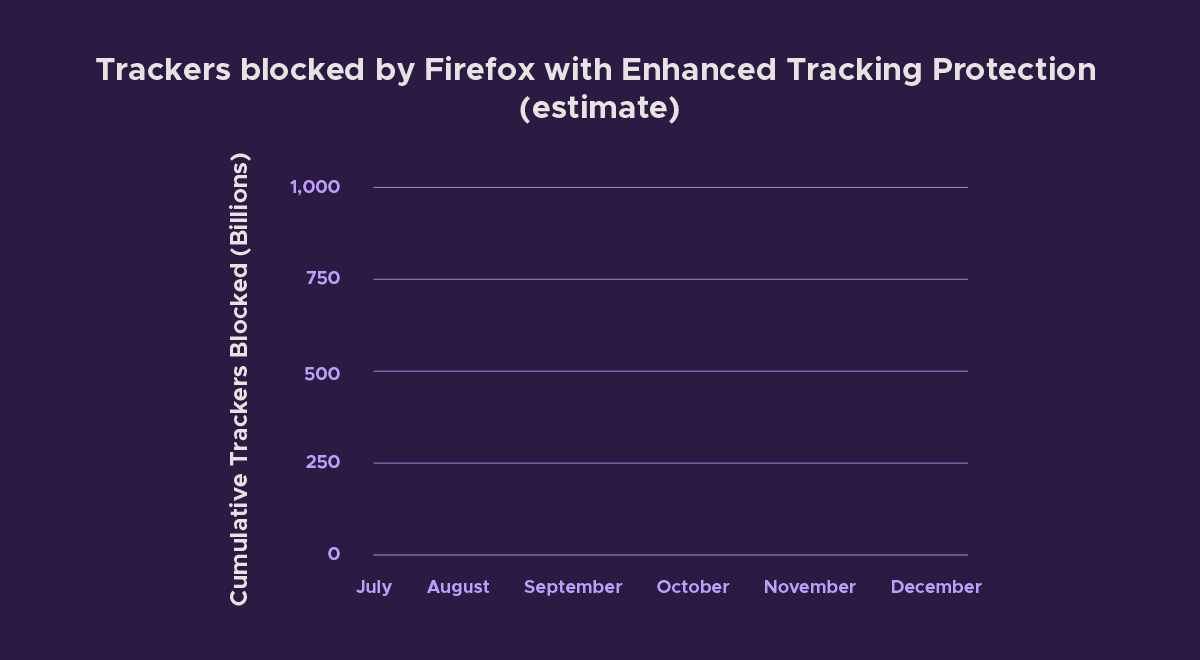 Trackers blocked by Firefox with Enhanced Tracking Protection
(estimate)
Cumulative Trackers Blocked (Billions)
1,000
750
500
250
0
July August September October November December